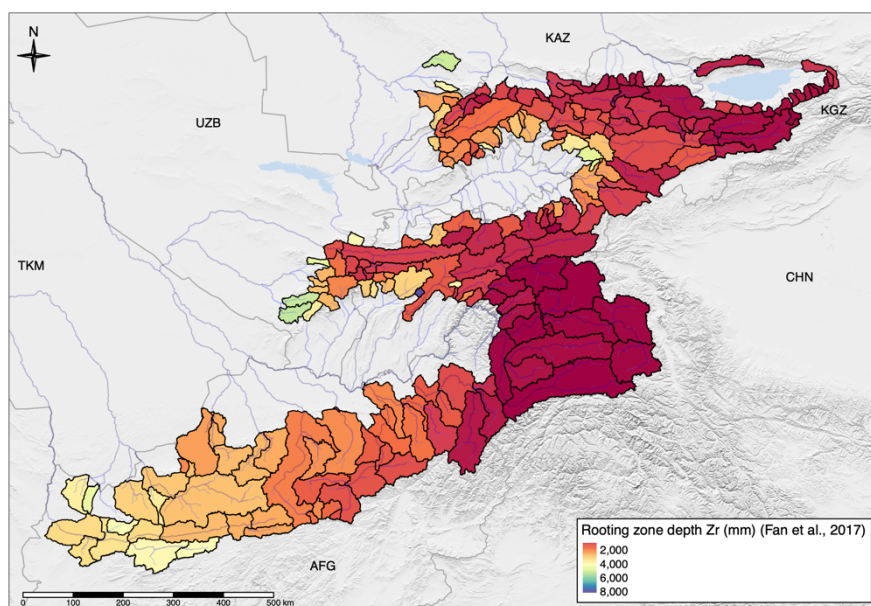 N
KAZ
UZB
KGZ
TKM
CHN
AFG
Rooting zone depth Zr (mm) (Fan et al., 2017)
2,000
4,000
6,000
8,000
0 100 200 300 400 500 km